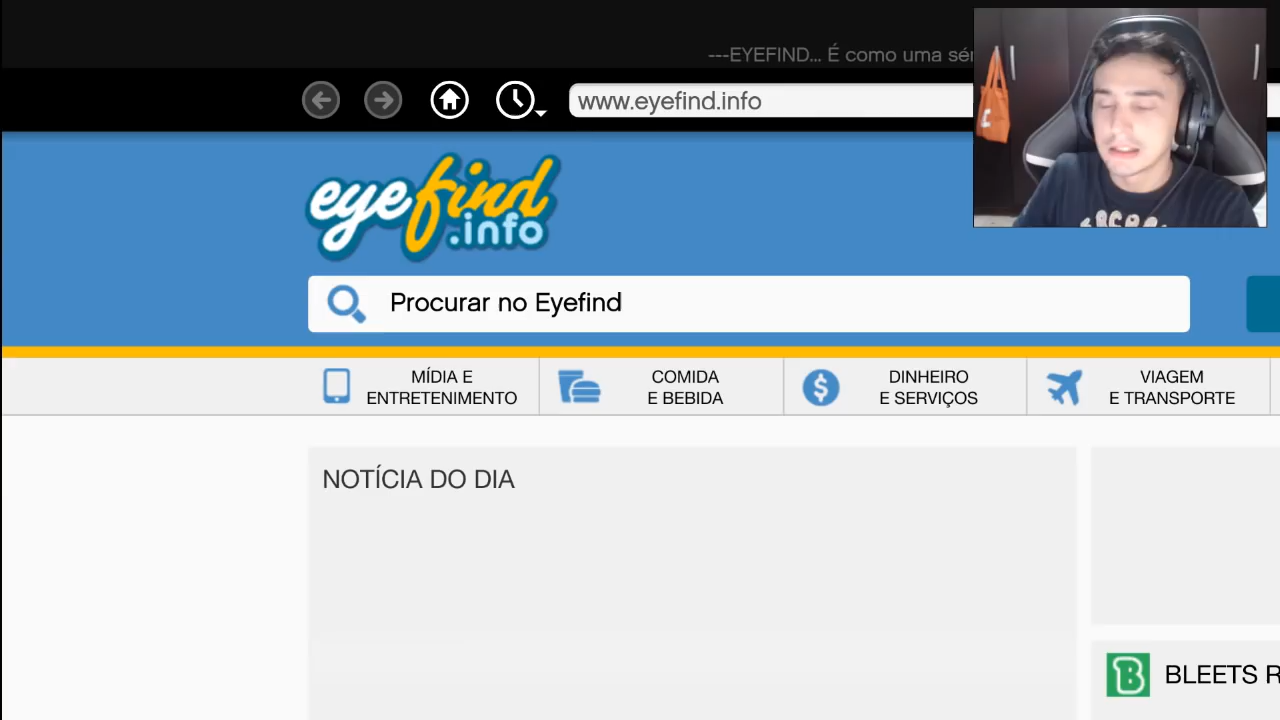 ---EYEFIND... É como uma sér
www.eyefind.info
eyefind
.info
Procurar no Eyefind
MÍDIA E
ENTRETENIMENTO
COMIDA
E BEBIDA
DINHEIRO
E SERVIÇOS
VIAGEM
E TRANSPORTE
NOTÍCIA DO DIA
B
BLEETS R